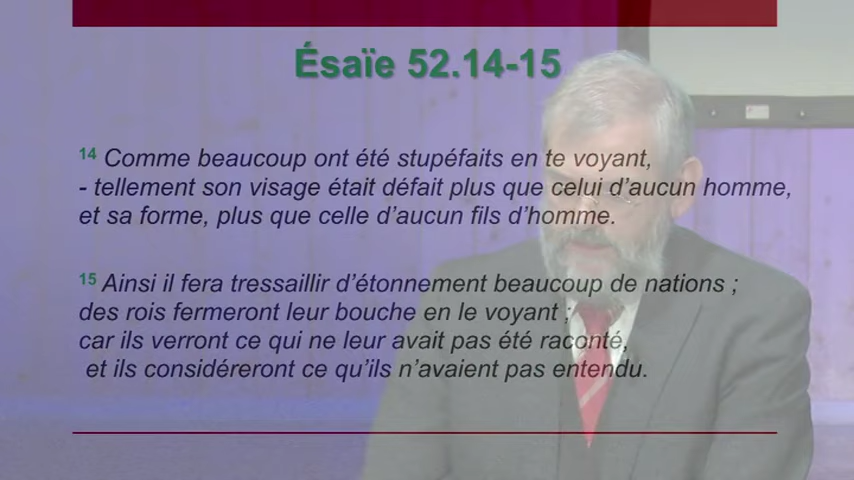 Ésaïe 52.14-15
14 Comme beaucoup ont été stupéfaits en te voyant,
- tellement son visage était défait plus que celui d'aucun homme,
et sa forme, plus que celle d'aucun fils d'homme.
15 Ainsi il fera tressaillir d'étonnement beaucoup de nations ;
des rois fermeront leur bouche en le voyant ;
car ils verront ce qui ne leur avait pas été raconté,
et ils considéreront ce qu'ils n'avaient pas entendu.